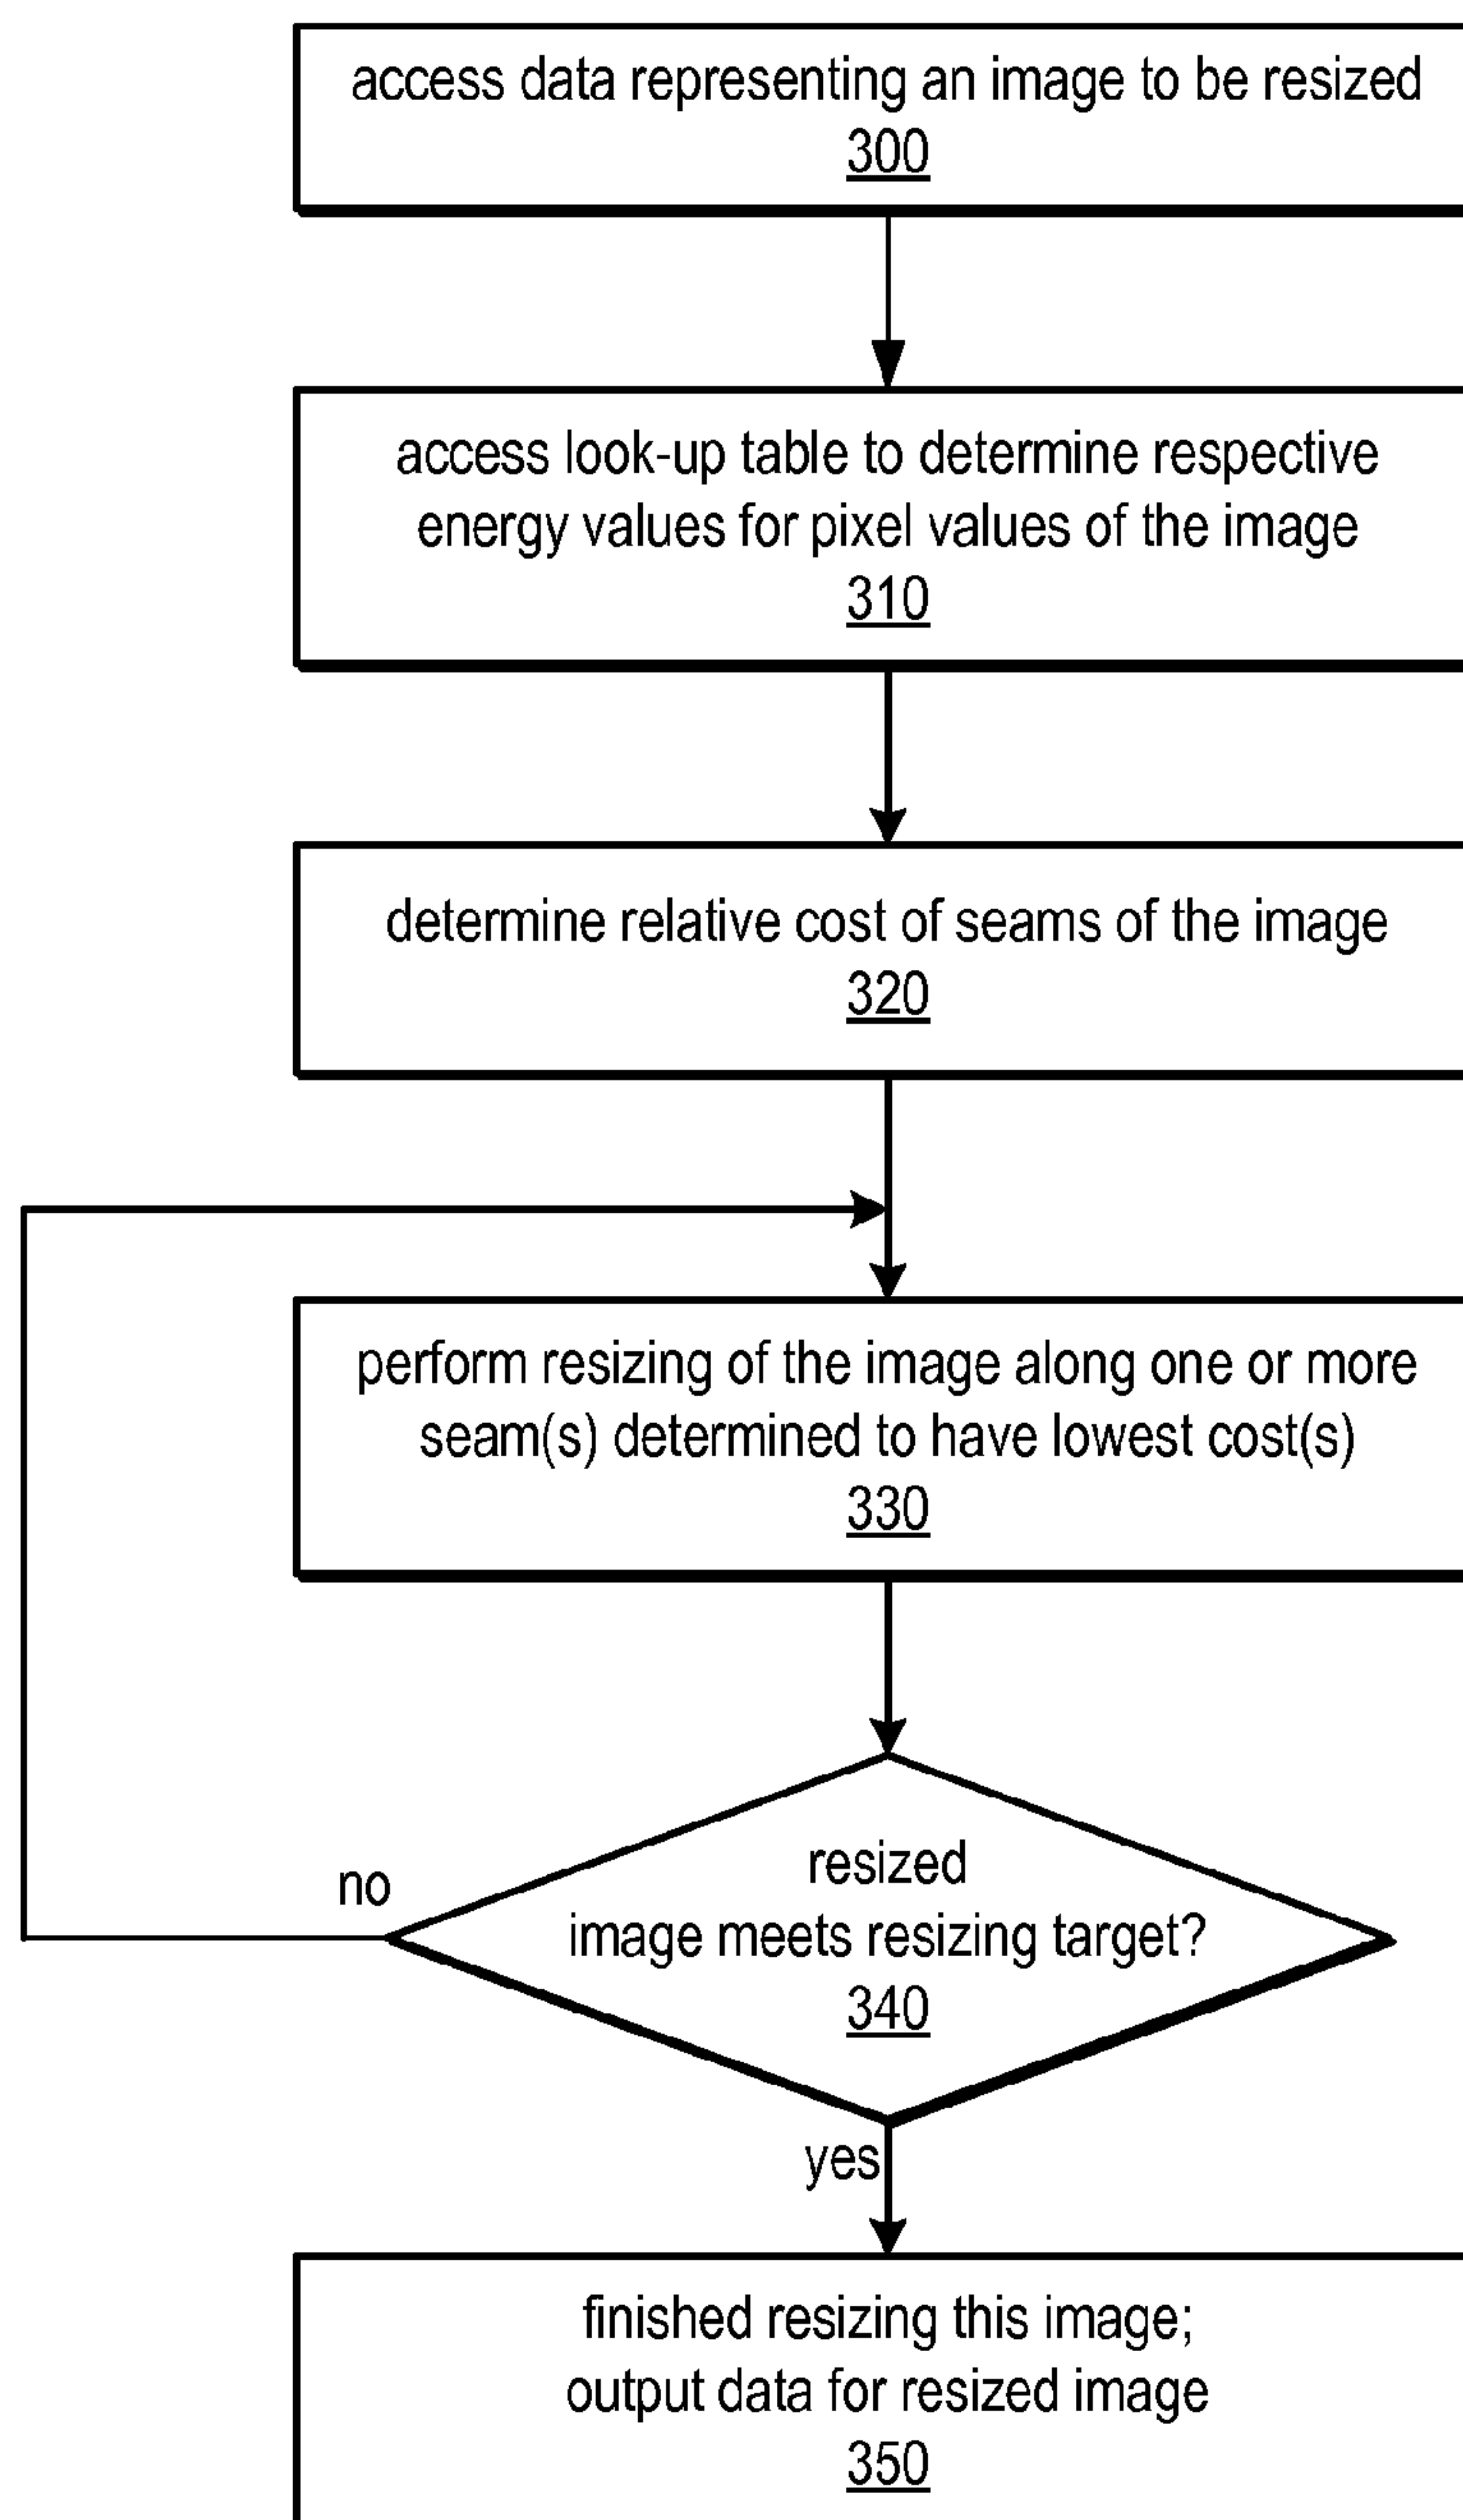 access data representing an image to be resized
300
access look-up table to determine respective
energy values for pixel values of the image
310
determine relative cost of seams of the image
320
perform resizing of the image along one or more
seam(s) determined to have lowest cost(s)
330
resized
image meets resizing target?
340
no
yes
finished resizing this image;
output data for resized image
350